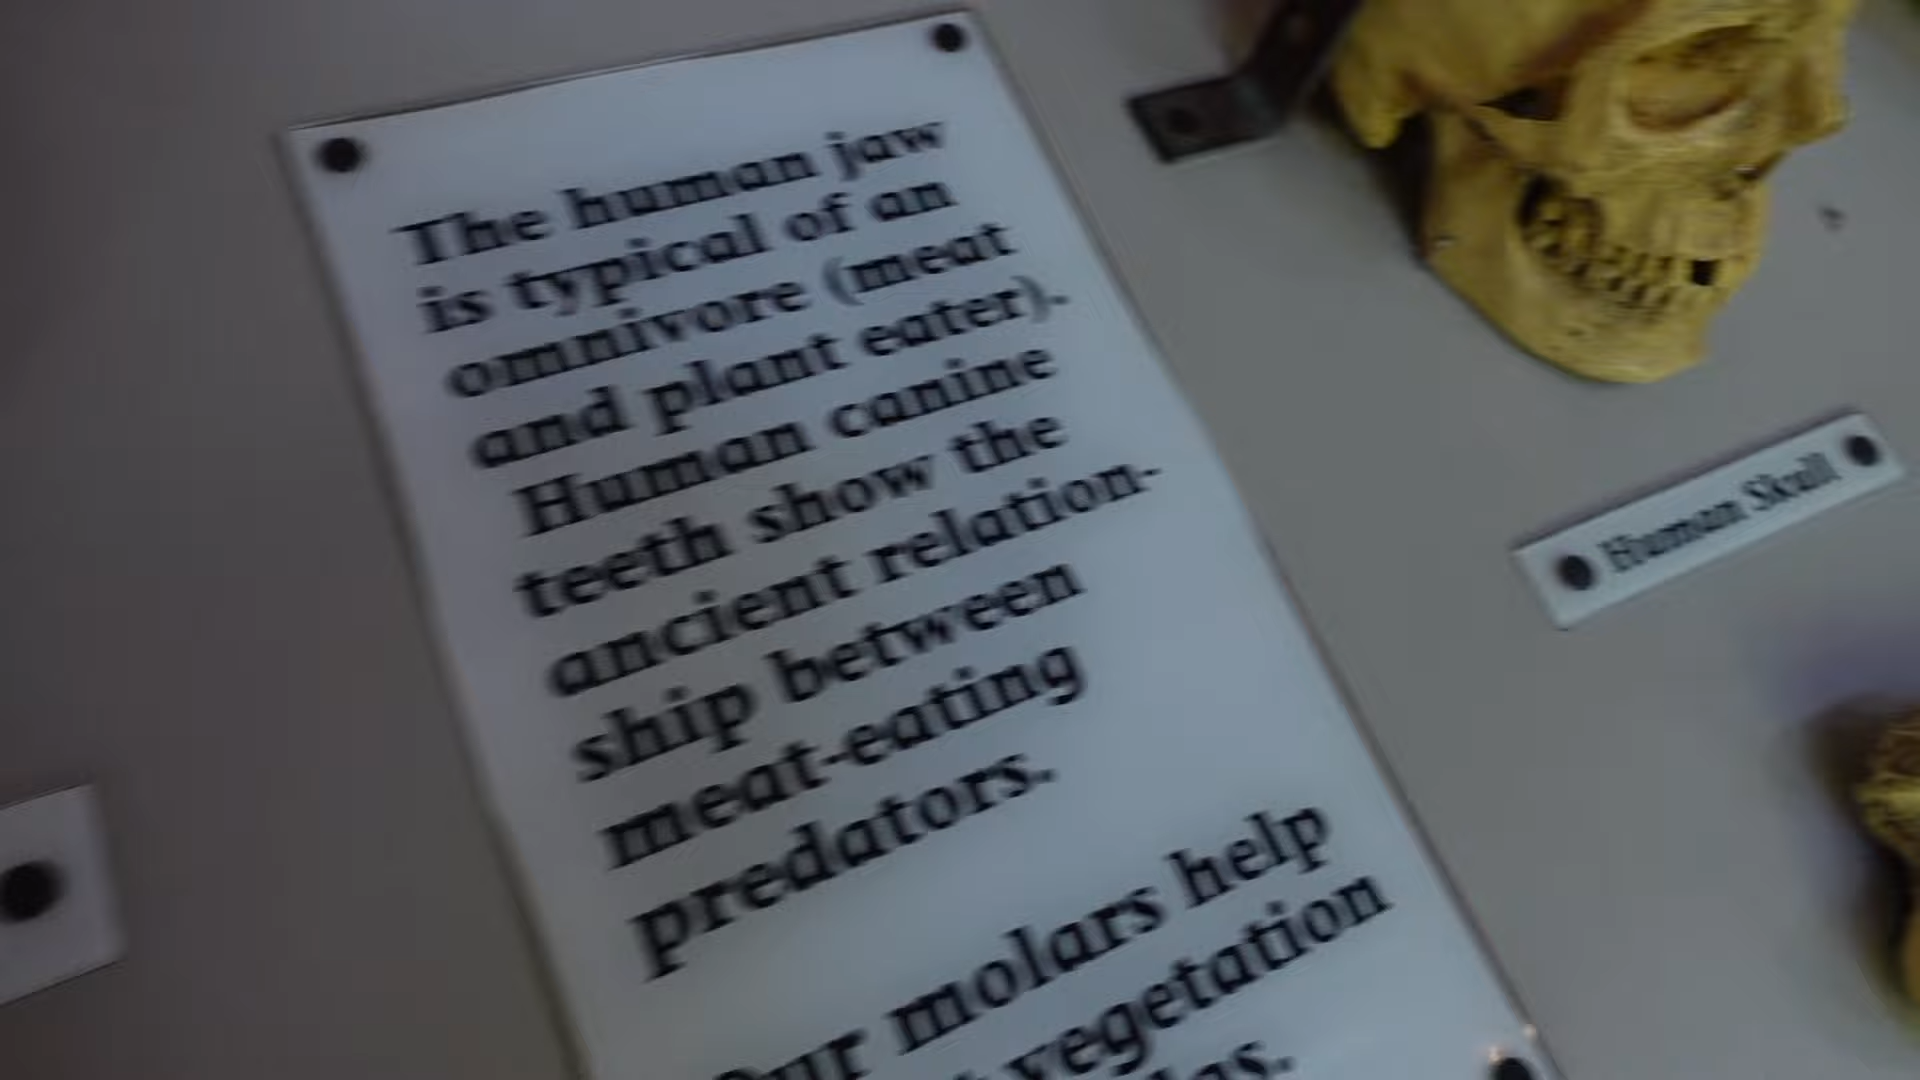 The human jaw
is typical of an
omnivore (meat
and plant eater).
Human canine
teeth show the
ancient relation-
ship between
meat-eating
predators.
molars help
vegetation
Human Skull